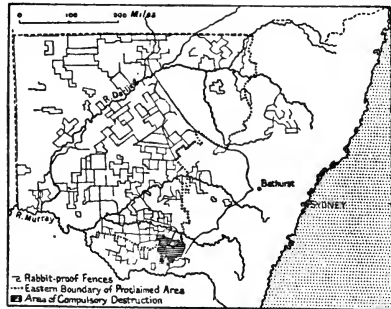 0 100 200 Miles
R. Darling
Bathurst
SYDNEY
R. Murray
Rabbit-proof Fences
Eastern Boundary of Proclaimed Area
Area of Compulsory Destruction